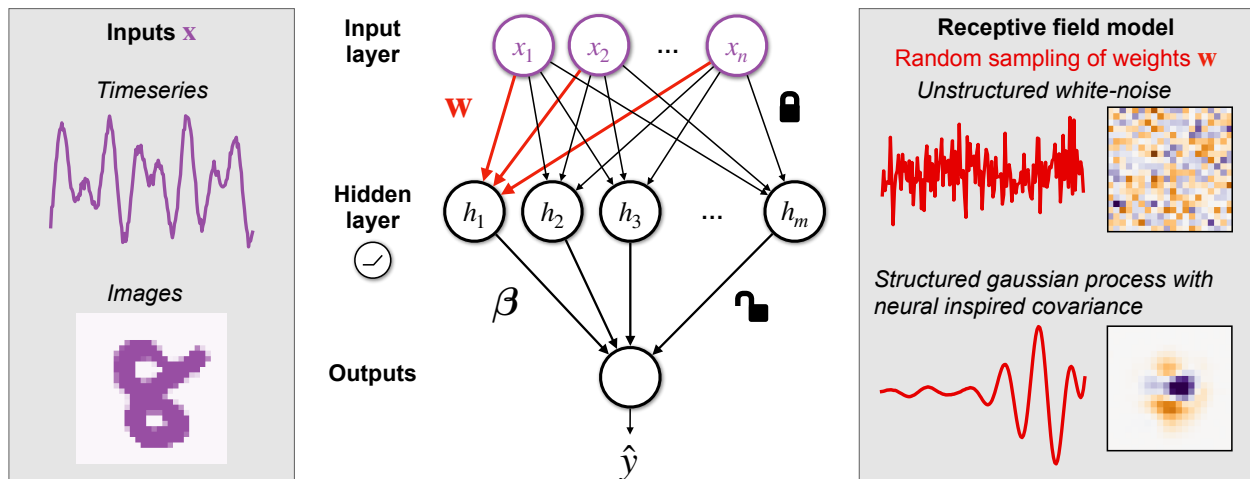 Inputs x
Timeseries
Images
Input
layer
x₁
x₂
...
xₙ
w
Hidden
layer
h₁
h₂
h₃
...
hₘ
β
Outputs
ŷ
Receptive field model
Random sampling of weights w
Unstructured white-noise
Structured gaussian process with
neural inspired covariance